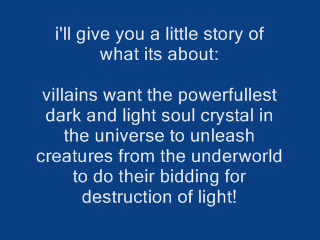 i'll give you a little story of
what its about:
villains want the powerfullest
dark and light soul crystal in
the universe to unleash
creatures from the underworld
to do their bidding for
destruction of light!